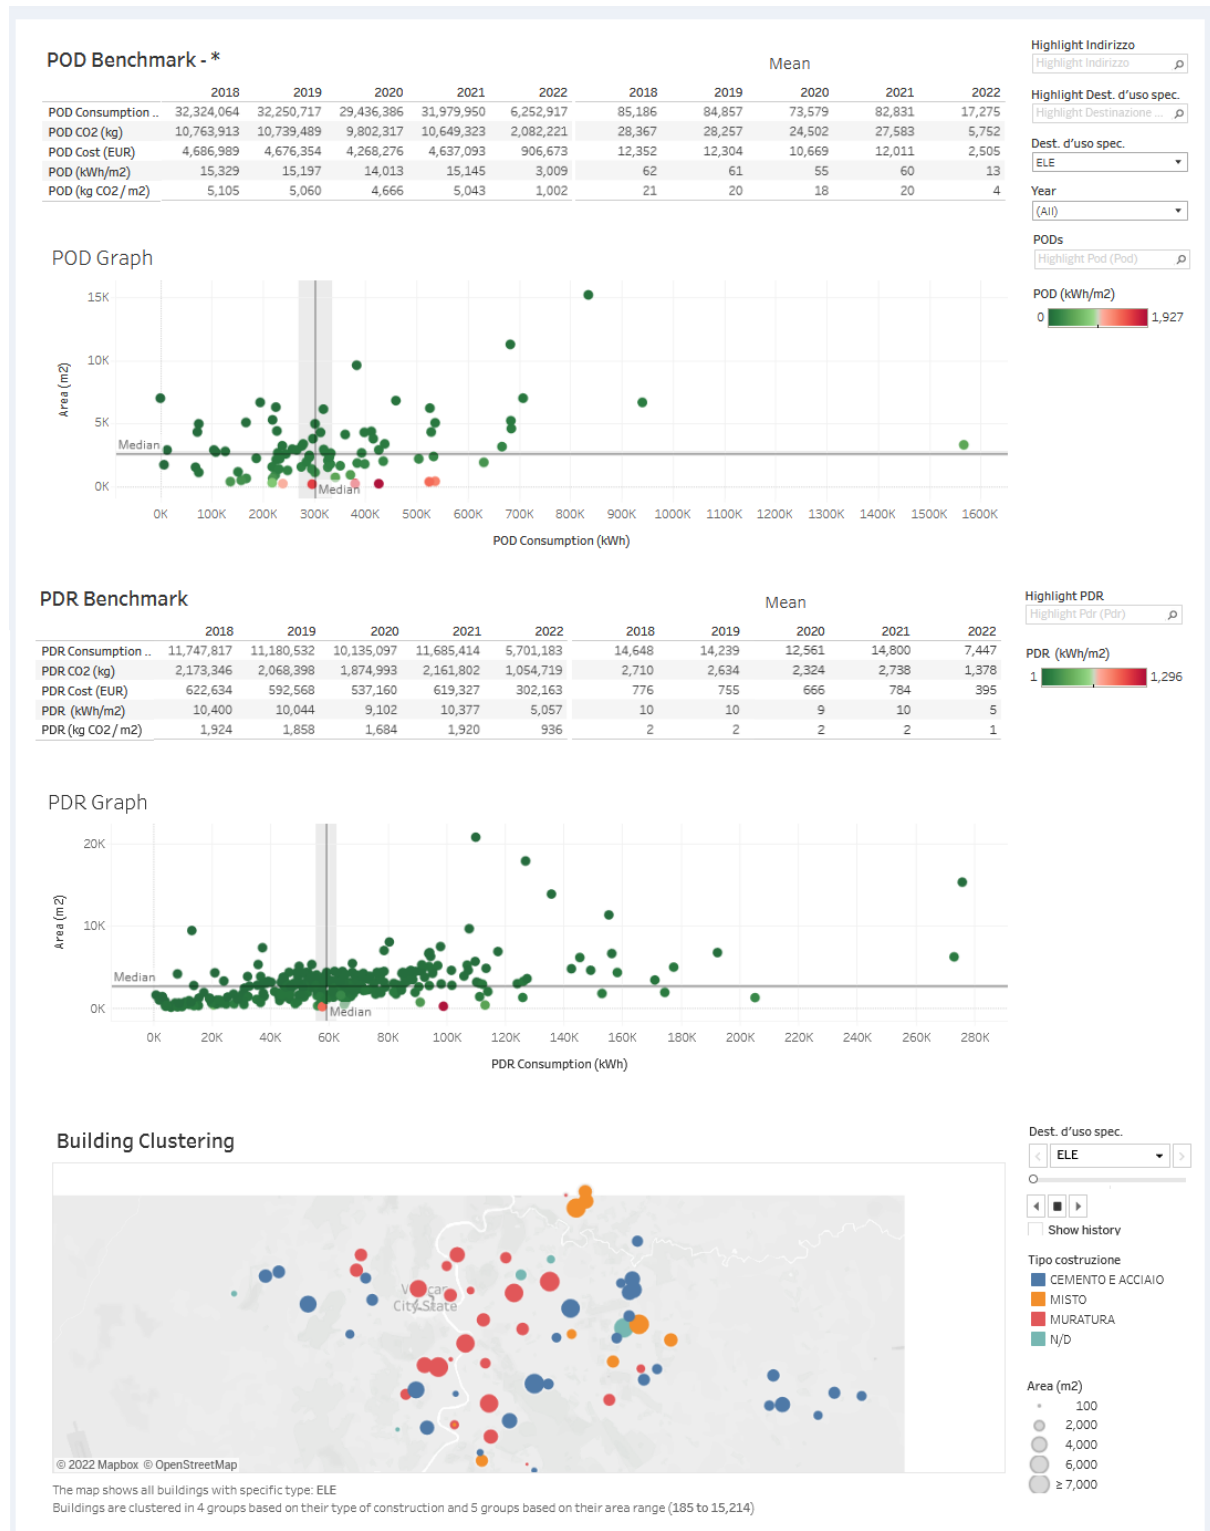 POD Benchmark - *
Mean
2018 2019 2020 2021 2022 2018 2019 2020 2021 2022
POD Consumption .. 32,324,064 32,250,717 29,436,386 31,979,950 6,252,917 85,186 84,857 73,579 82,831 17,275
POD CO2 (kg) 10,763,913 10,739,489 9,802,317 10,649,323 2,082,221 28,367 28,257 24,502 27,583 5,752
POD Cost (EUR) 4,686,989 4,676,354 4,268,276 4,637,093 906,673 12,352 12,304 10,669 12,011 2,505
POD (kWh/m2) 15,329 15,197 14,013 15,145 3,009 62 61 55 60 13
POD (kg CO2 / m2) 5,105 5,060 4,666 5,043 1,002 21 20 18 20 4
Highlight Indirizzo
Highlight Indirizzo
Highlight Dest. d'uso spec.
Highlight Destinazione ...
Dest. d'uso spec.
ELE
Year
(All)
PODs
Highlight Pod (Pod)
POD (kWh/m2)
0 1,927
POD Graph
15K
10K
5K
0K
Area (m2)
Median
Median
0K 100K 200K 300K 400K 500K 600K 700K 800K 900K 1000K 1100K 1200K 1300K 1400K 1500K 1600K
POD Consumption (kWh)
PDR Benchmark
Mean
2018 2019 2020 2021 2022 2018 2019 2020 2021 2022
PDR Consumption .. 11,747,817 11,180,532 10,135,097 11,685,414 5,701,183 14,648 14,239 12,561 14,800 7,447
PDR CO2 (kg) 2,173,346 2,068,398 1,874,993 2,161,802 1,054,719 2,710 2,634 2,324 2,738 1,378
PDR Cost (EUR) 622,634 592,568 537,160 619,327 302,163 776 755 666 784 395
PDR (kWh/m2) 10,400 10,044 9,102 10,377 5,057 10 10 9 10 5
PDR (kg CO2 / m2) 1,924 1,858 1,684 1,920 936 2 2 2 2 1
Highlight PDR
Highlight Pdr (Pdr)
PDR (kWh/m2)
1 1,296
PDR Graph
20K
10K
0K
Area (m2)
Median
Median
0K 20K 40K 60K 80K 100K 120K 140K 160K 180K 200K 220K 240K 260K 280K
PDR Consumption (kWh)
Building Clustering
City State
© 2022 Mapbox © OpenStreetMap
The map shows all buildings with specific type: ELE
Buildings are clustered in 4 groups based on their type of construction and 5 groups based on their area range (185 to 15,214)
Dest. d'uso spec.
ELE
Show history
Tipo costruzione
CEMENTO E ACCIAIO
MISTO
MURATURA
N/D
Area (m2)
100
2,000
4,000
6,000
≥ 7,000